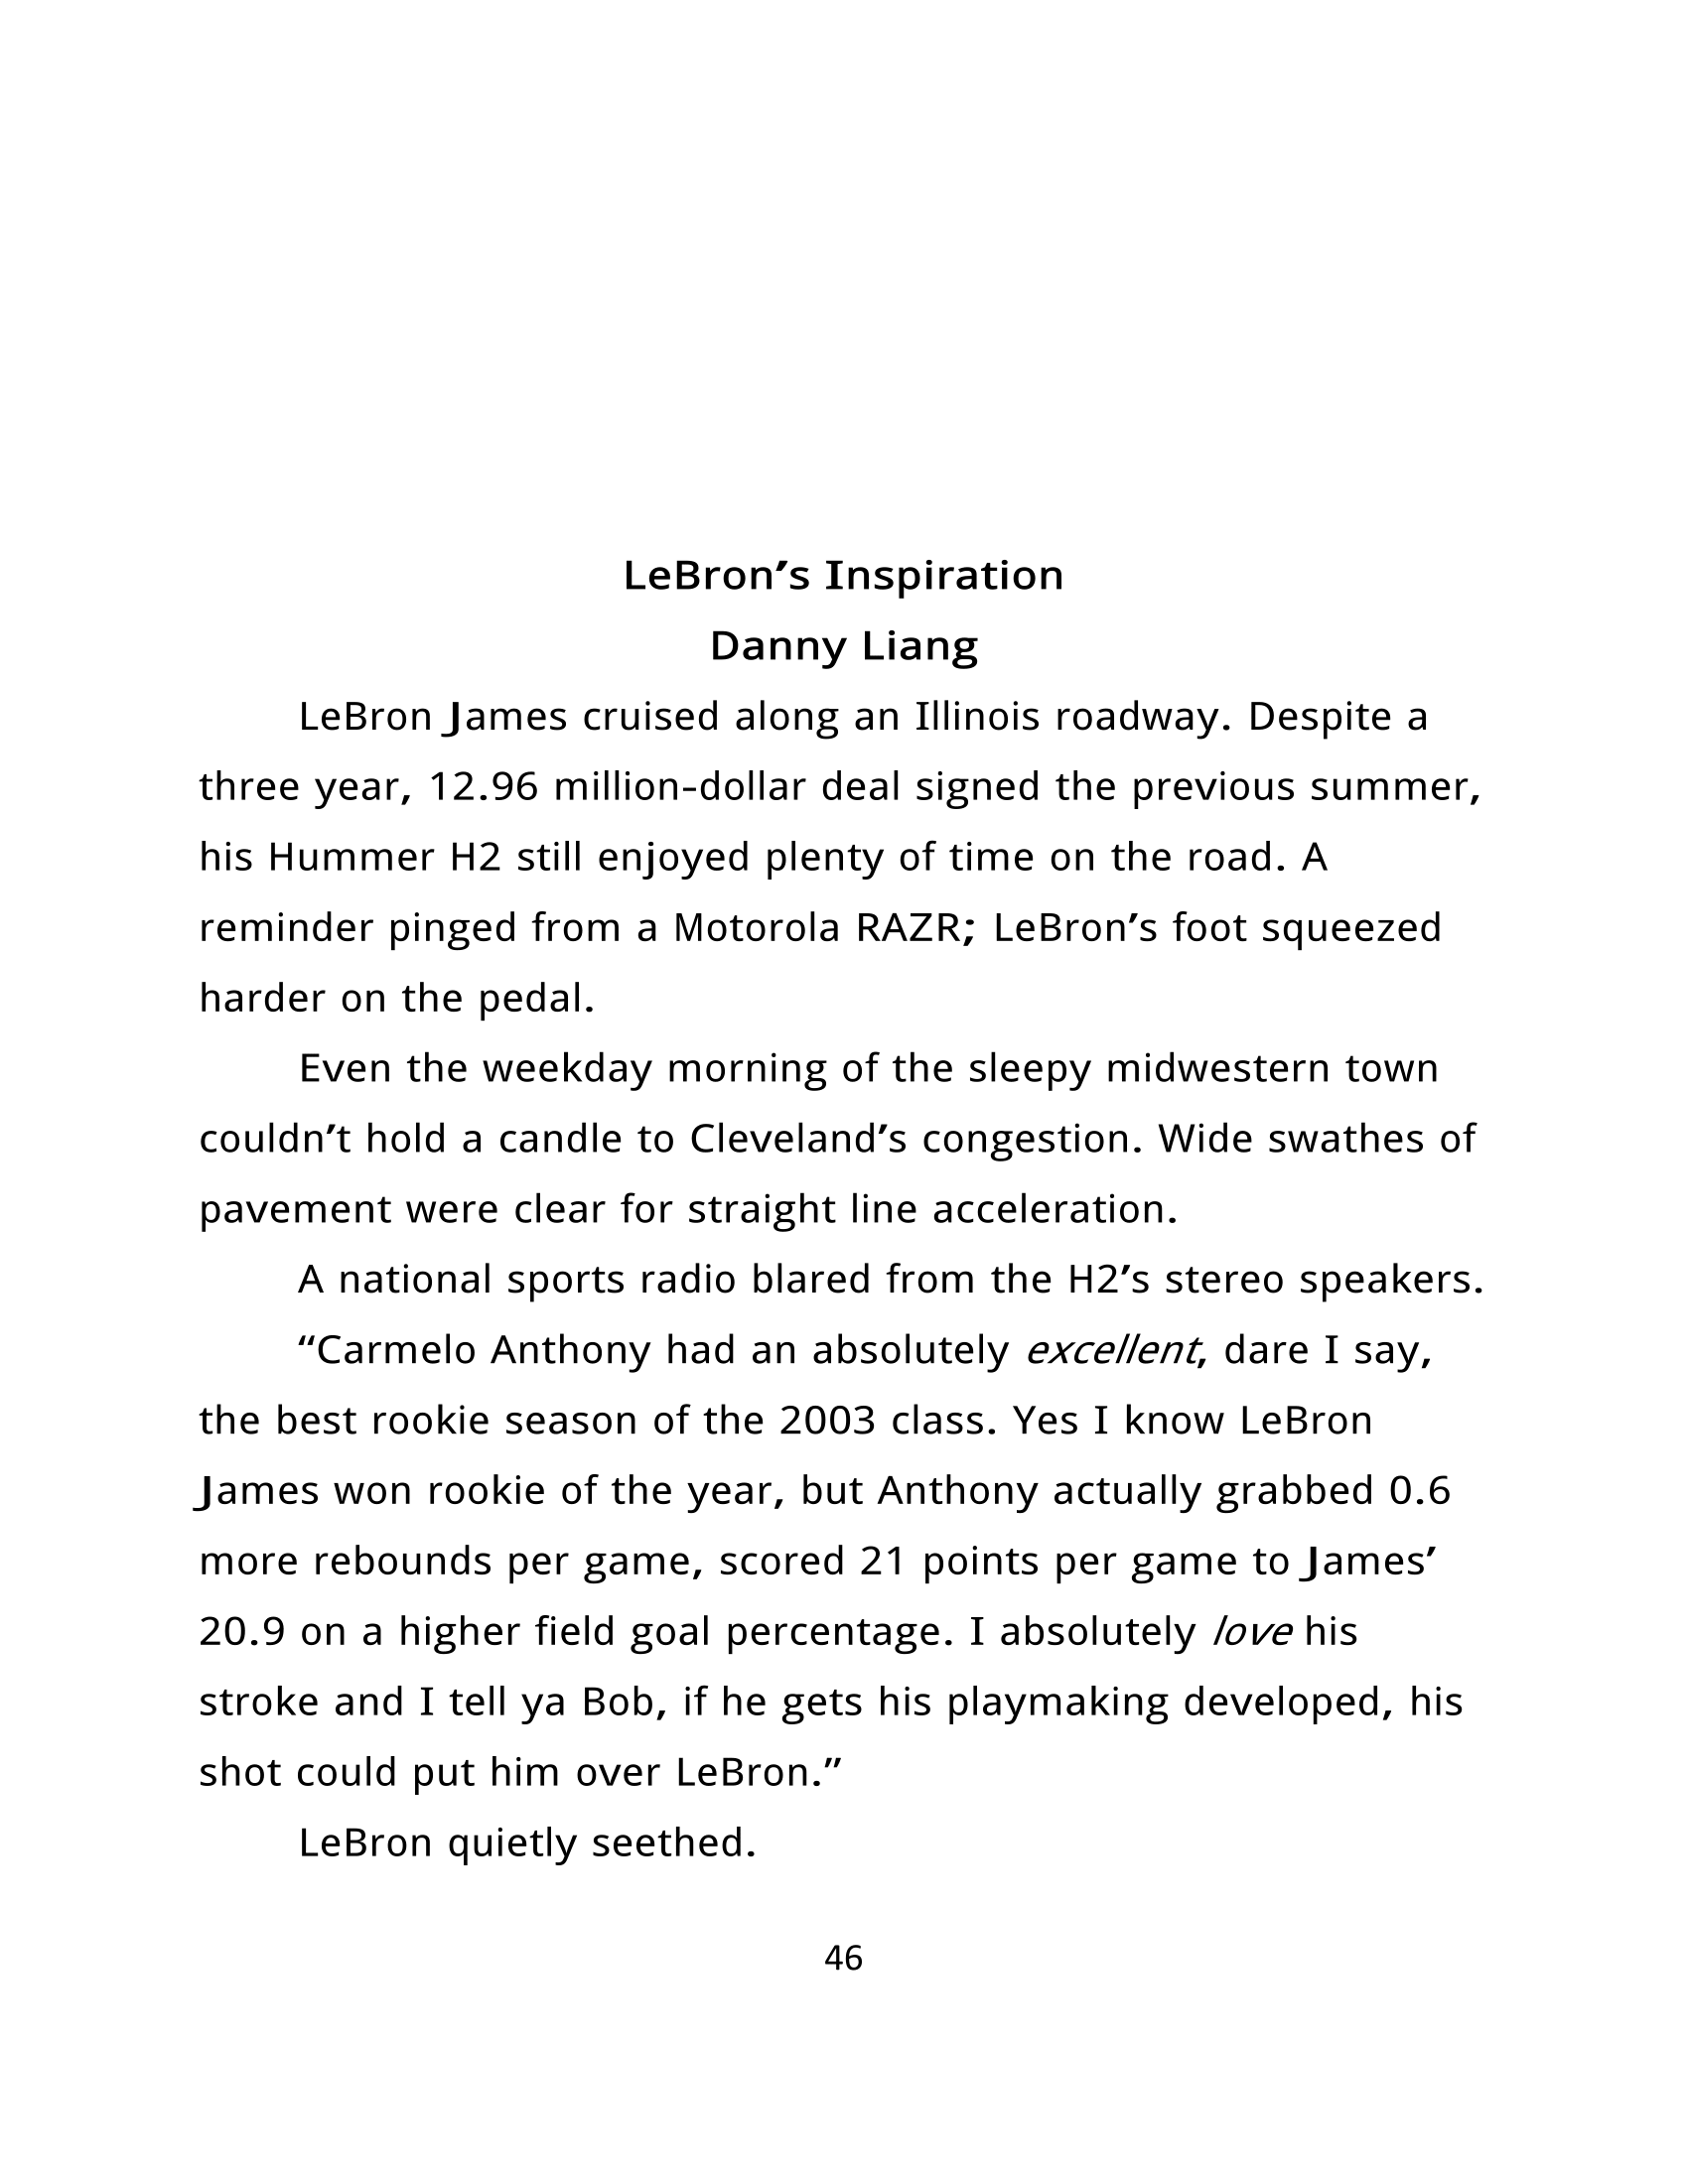 LeBron’s Inspiration
Danny Liang
LeBron James cruised along an Illinois roadway. Despite a
three year, 12.96 million-dollar deal signed the previous summer,
his Hummer H2 still enjoyed plenty of time on the road. A
reminder pinged from a Motorola RAZR; LeBron’s foot squeezed
harder on the pedal.
Even the weekday morning of the sleepy midwestern town
couldn’t hold a candle to Cleveland’s congestion. Wide swathes of
pavement were clear for straight line acceleration.
A national sports radio blared from the H2’s stereo speakers.
“Carmelo Anthony had an absolutely excellent, dare I say,
the best rookie season of the 2003 class. Yes I know LeBron
James won rookie of the year, but Anthony actually grabbed 0.6
more rebounds per game, scored 21 points per game to James’
20.9 on a higher field goal percentage. I absolutely love his
stroke and I tell ya Bob, if he gets his playmaking developed, his
shot could put him over LeBron.”
LeBron quietly seethed.
46